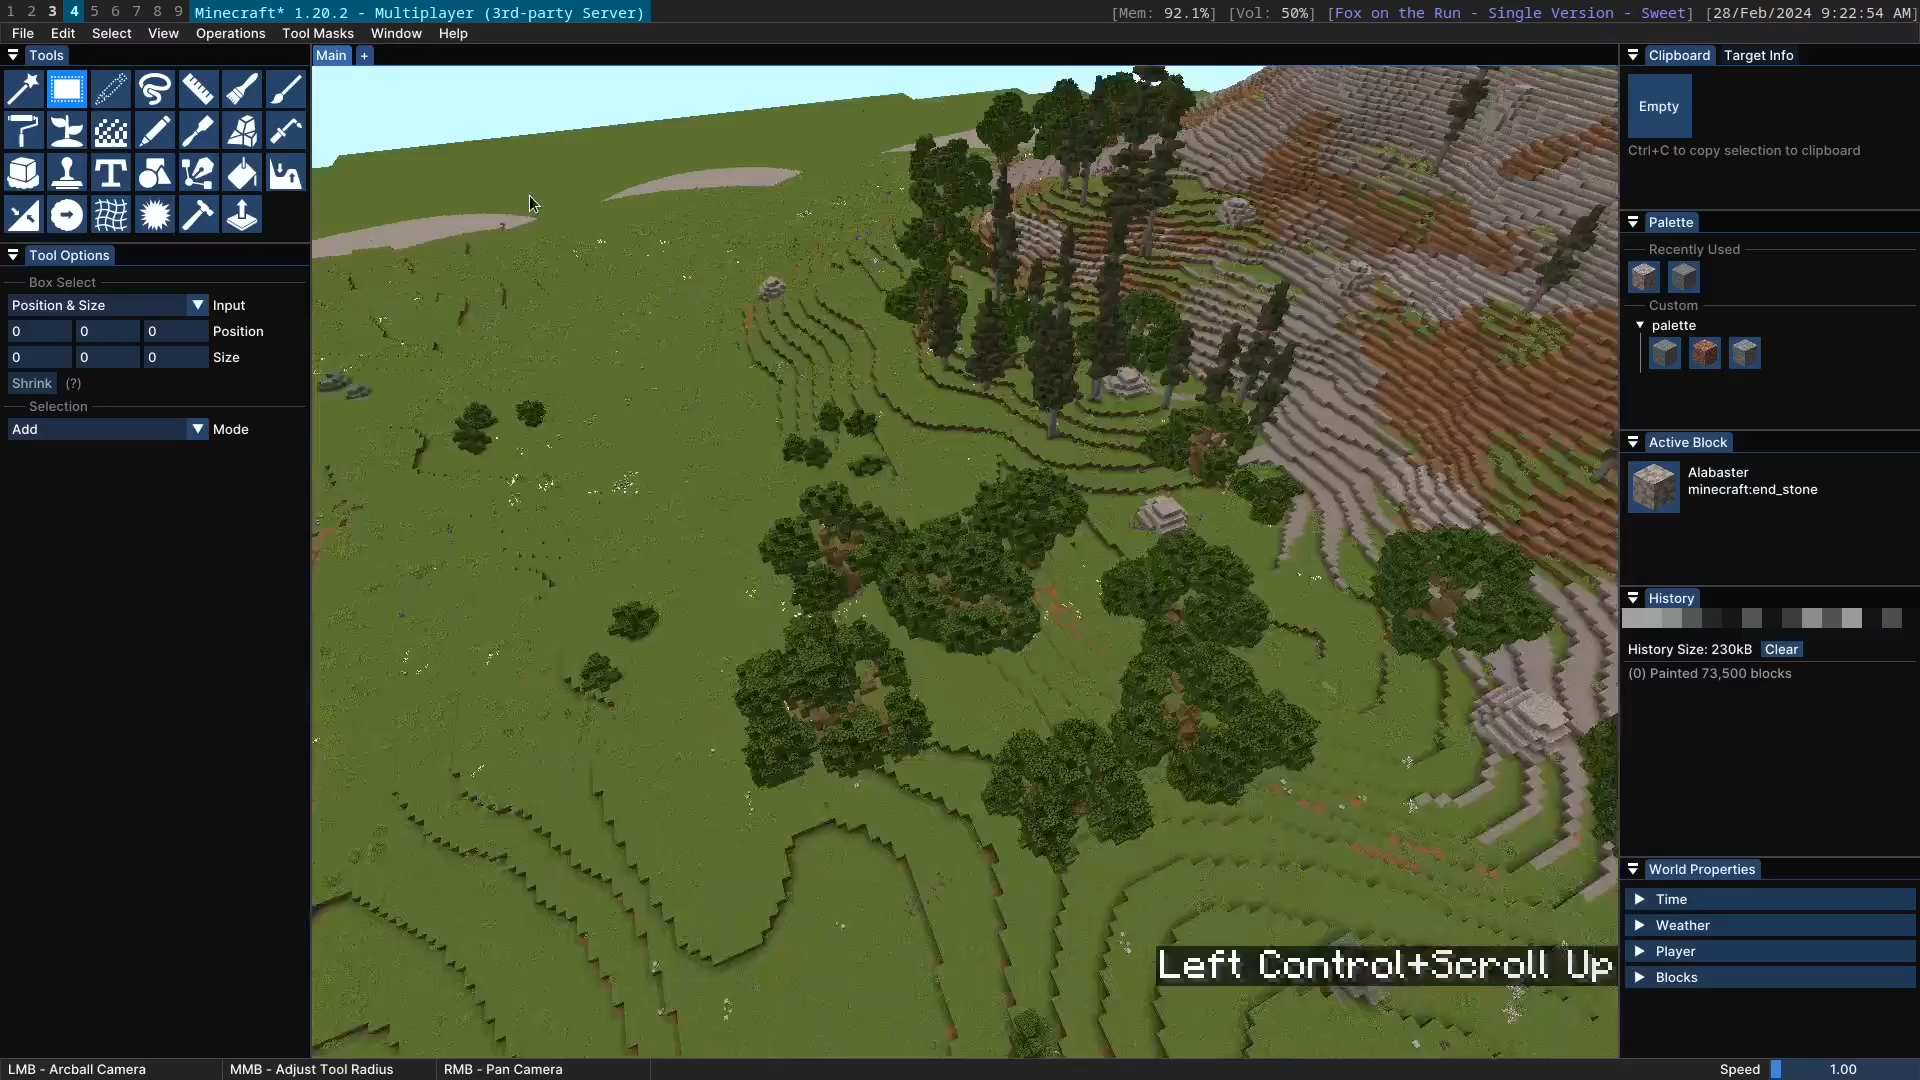 1 2 3 4 5 6 7 8 9 Minecraft* 1.20.2 - Multiplayer (3rd-party Server) [Mem: 92.1%] [Vol: 50%] [Fox on the Run - Single Version - Sweet] [28/Feb/2024 9:22:54 AM]
File Edit Select View Operations Tool Masks Window Help
Tools
Main +
Clipboard Target Info
Empty
Ctrl+C to copy selection to clipboard
Tool Options
Box Select
Position & Size Input
0 0 0 Position
0 0 0 Size
Shrink (?)
Selection
Add Mode
Palette
Recently Used
Custom
palette
Active Block
Alabaster
minecraft:end_stone
History
History Size: 230kB Clear
(0) Painted 73,500 blocks
World Properties
Time
Weather
Player
Blocks
Left Control+Scroll Up
LMB - Arcball Camera MMB - Adjust Tool Radius RMB - Pan Camera Speed 1.00